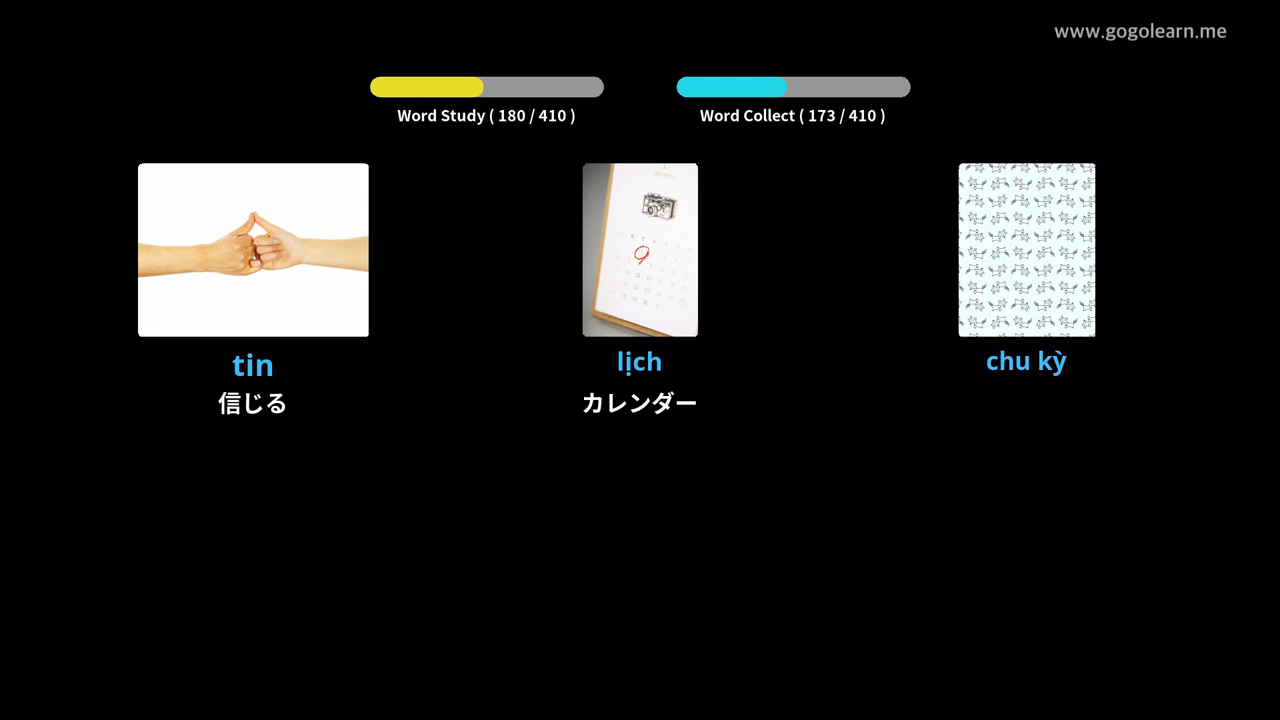 www.gogolearn.me
Word Study ( 180 / 410 )
Word Collect ( 173 / 410 )
tin
lịch
chu kỳ
信じる
カレンダー